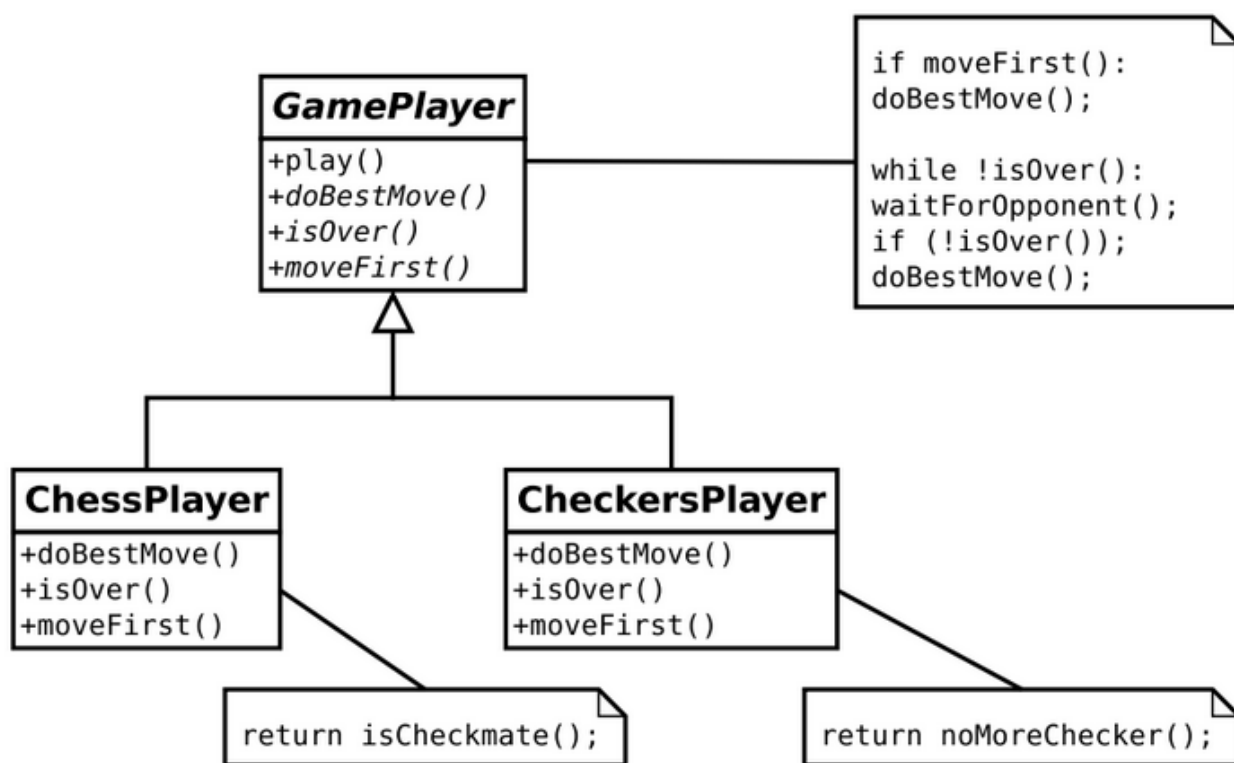 GamePlayer
+play()
+doBestMove()
+isOver()
+moveFirst()
if moveFirst():
doBestMove();
while !isOver():
waitForOpponent();
if (!isOver());
doBestMove();
ChessPlayer
+doBestMove()
+isOver()
+moveFirst()
return isCheckmate();
CheckersPlayer
+doBestMove()
+isOver()
+moveFirst()
return noMoreChecker();